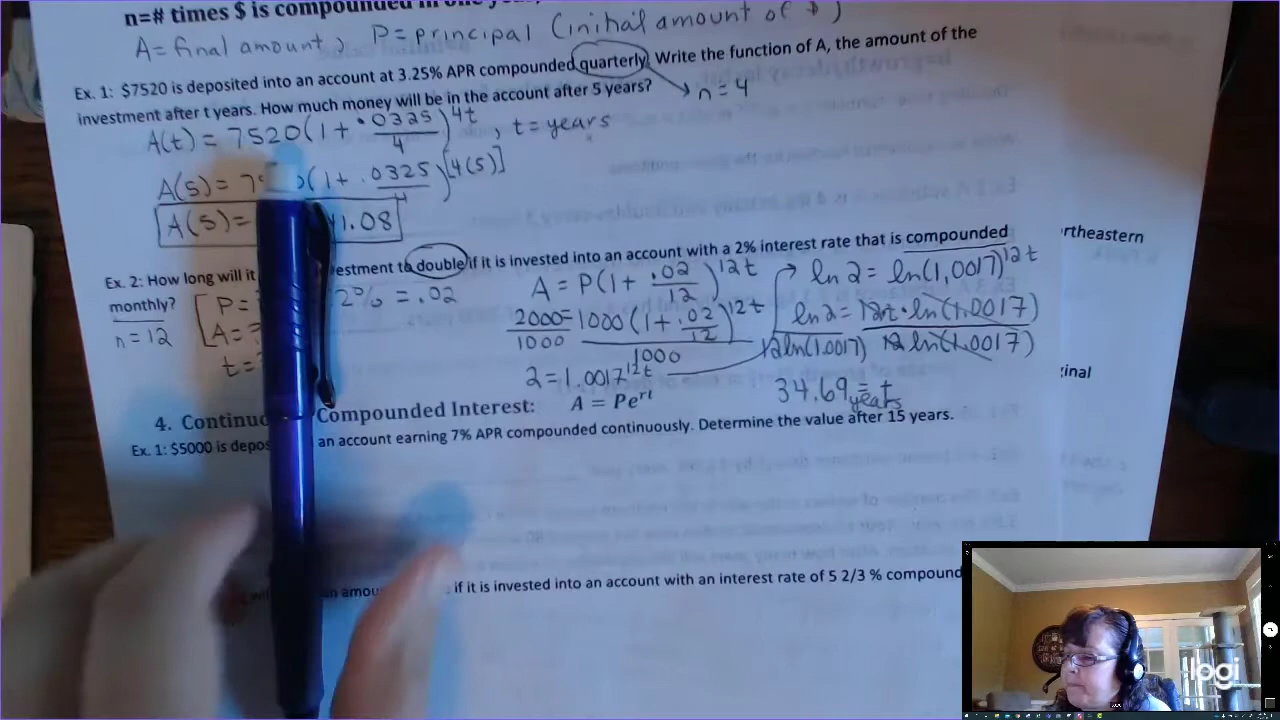 n=# times $ is compounded in one year
A=final amount, P=principal (initial amount of $)
Ex. 1: $7520 is deposited into an account at 3.25% APR compounded quarterly. Write the function of A, the amount of the
investment after t years. How much money will be in the account after 5 years?
n=4
A(t) = 7520(1 + .0325/4)^4t, t=years
A(5) = (1 + .0325/4)^[4(5)]
A(5)= 1.08
Ex. 2: How long will it estment to double if it is invested into an account with a 2% interest rate that is compounded
monthly?
n=12
P=
A=?
t=
2% = .02
A = P(1 + .02/12)^12t
2000/1000 = 1000(1 + .02/12)^12t/1000
2 = 1.0017^12t
ln 2 = ln(1.0017)^12t
ln 2 = 12t · ln(1.0017)
12 ln(1.0017) 12 ln(1.0017)
34.69 = t
years
rtheastern
ginal
4. Compounded Interest: A = Pe^rt
Ex. 1: $5000 is an account earning 7% APR compounded continuously. Determine the value after 15 years.
if it is invested into an account with an interest rate of 5 2/3 % compound
logi